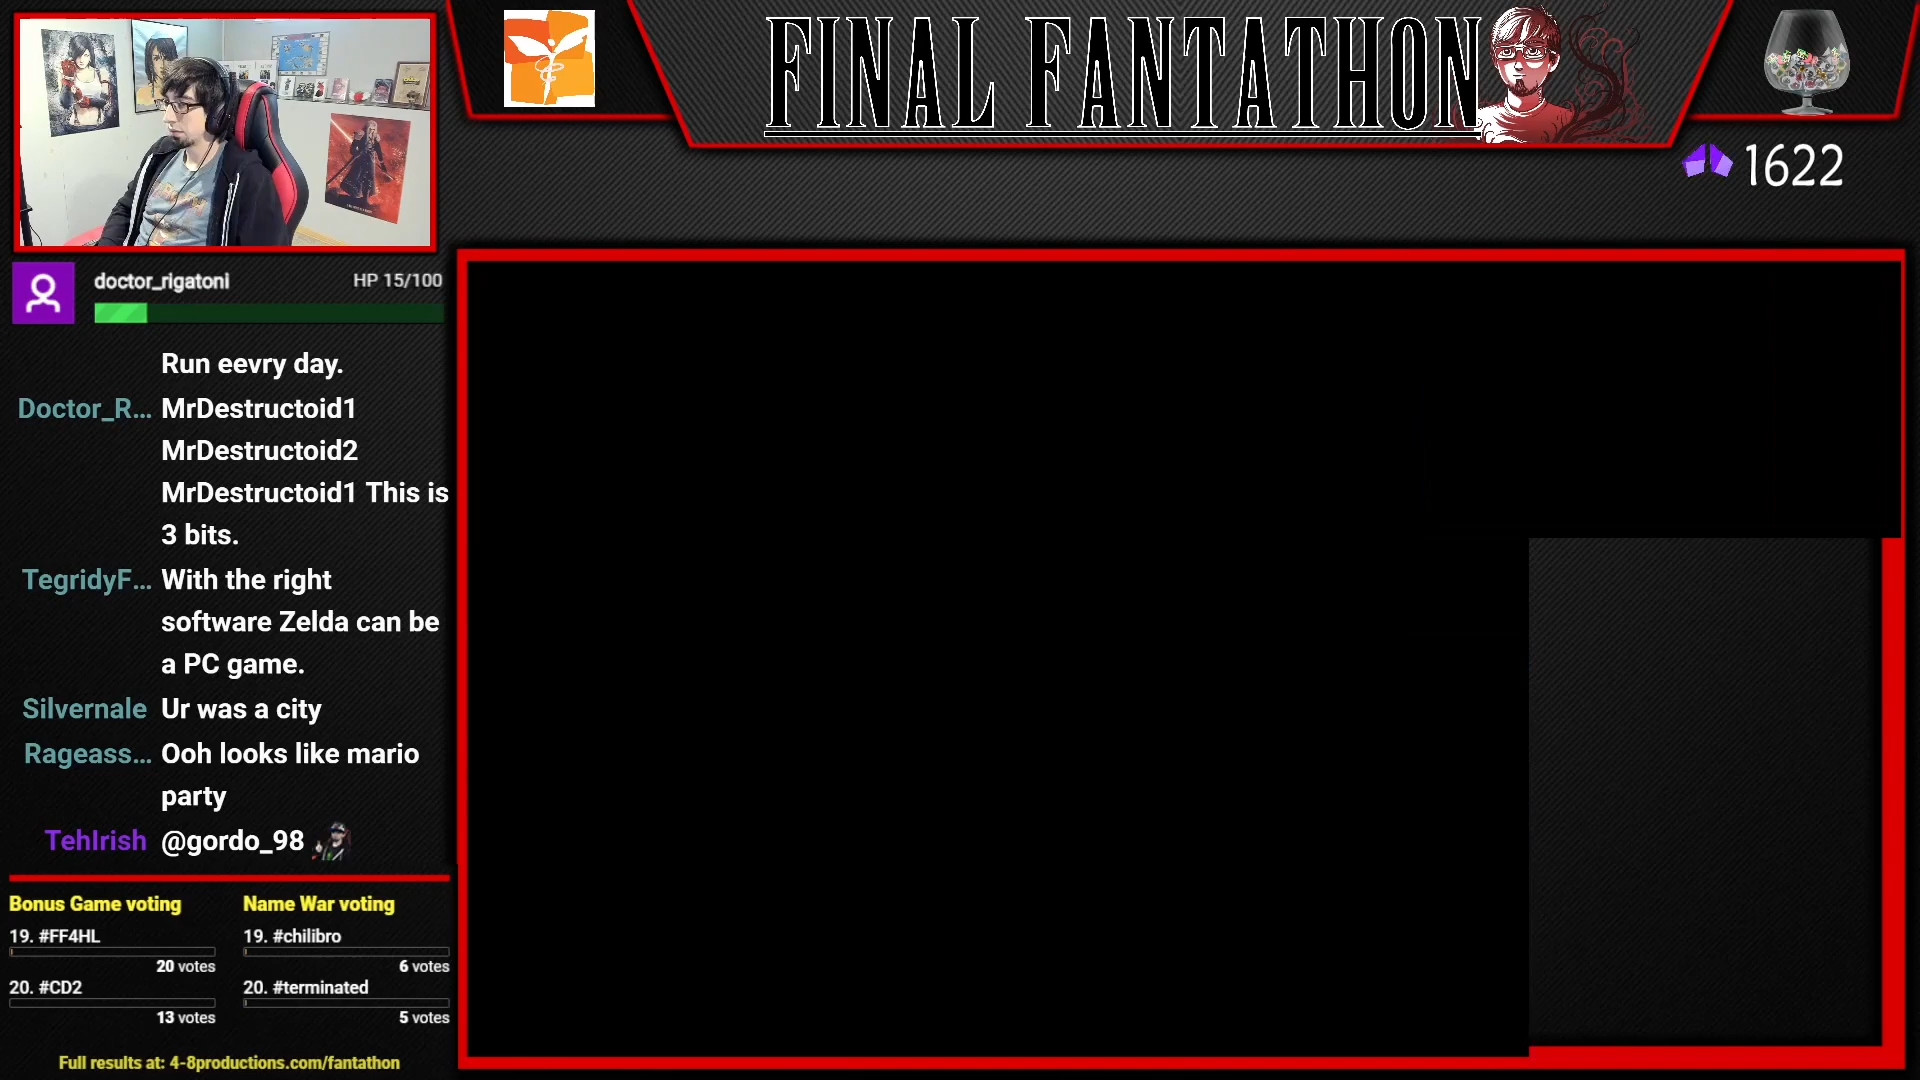 FINAL FANTATHON
1622
doctor_rigatoni HP 15/100
Run eevry day.
Doctor_R... MrDestructoid1
MrDestructoid2
MrDestructoid1 This is
3 bits.
TegridyF... With the right
software Zelda can be
a PC game.
Silvernale Ur was a city
Rageass... Ooh looks like mario
party
TehIrish @gordo_98
Bonus Game voting
19. #FF4HL
20 votes
20. #CD2
13 votes
Name War voting
19. #chilibro
6 votes
20. #terminated
5 votes
Full results at: 4-8productions.com/fantathon